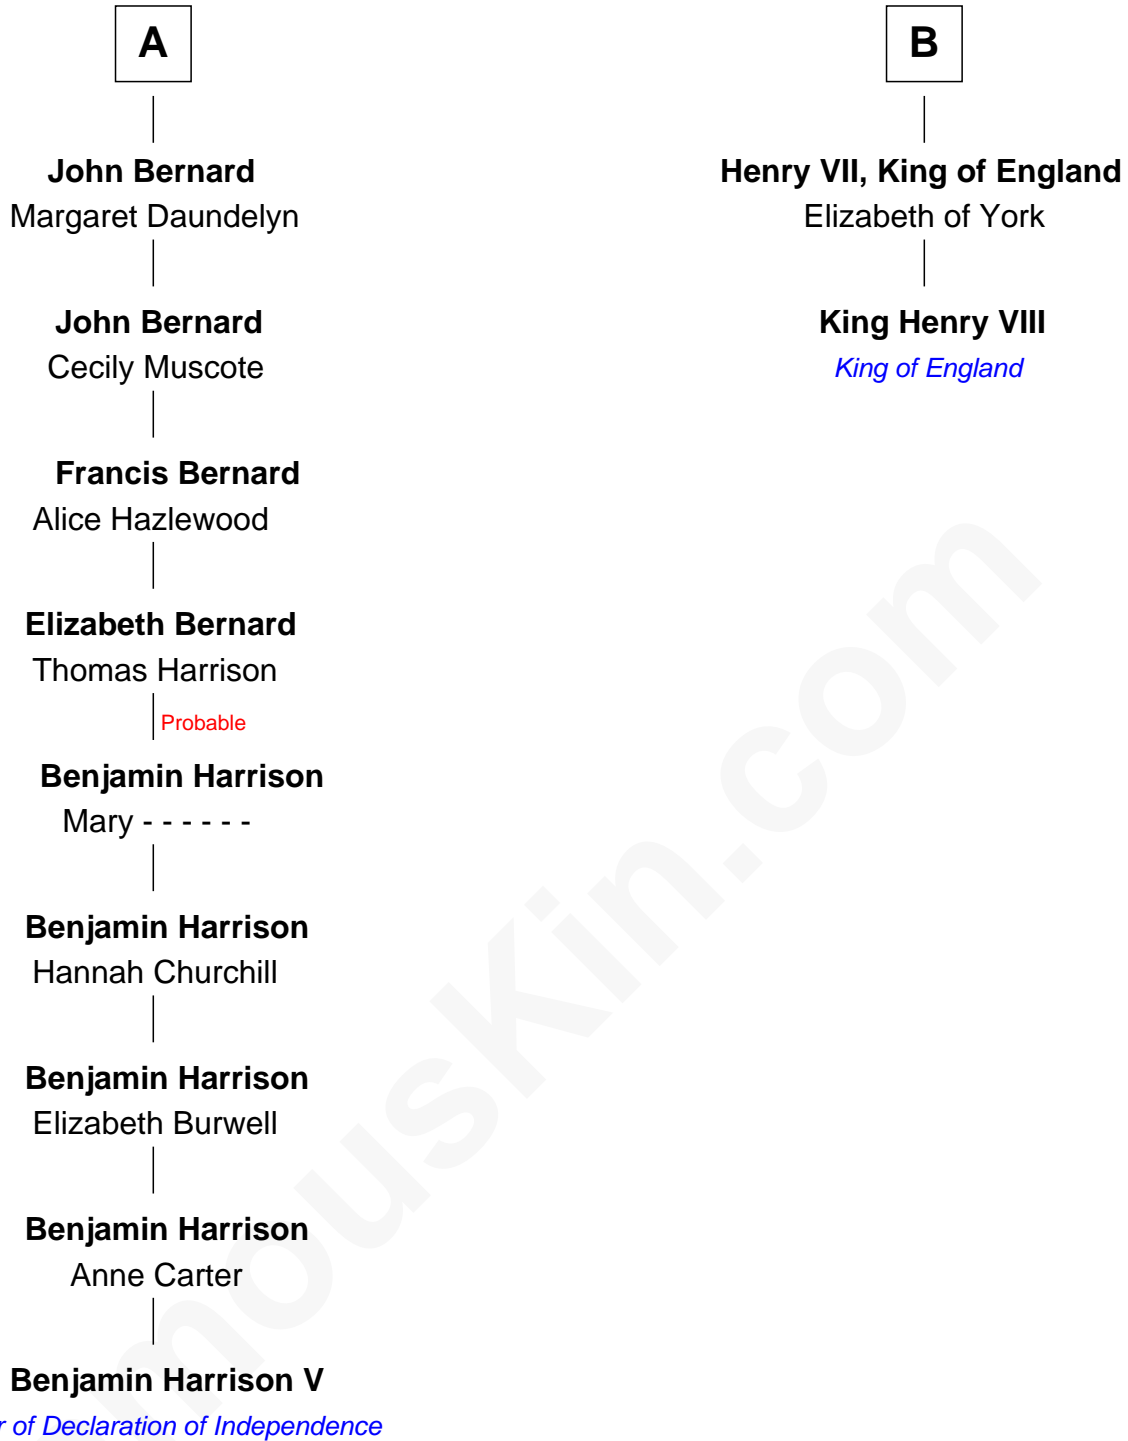 A
B
John Bernard
Margaret Daundelyn
Henry VII, King of England
Elizabeth of York
John Bernard
Cecily Muscote
King Henry VIII
King of England
Francis Bernard
Alice Hazlewood
Elizabeth Bernard
Thomas Harrison
Probable
Benjamin Harrison
Mary - - - - - -
Benjamin Harrison
Hannah Churchill
Benjamin Harrison
Elizabeth Burwell
Benjamin Harrison
Anne Carter
Benjamin Harrison V
r of Declaration of Independence
mousKin.com